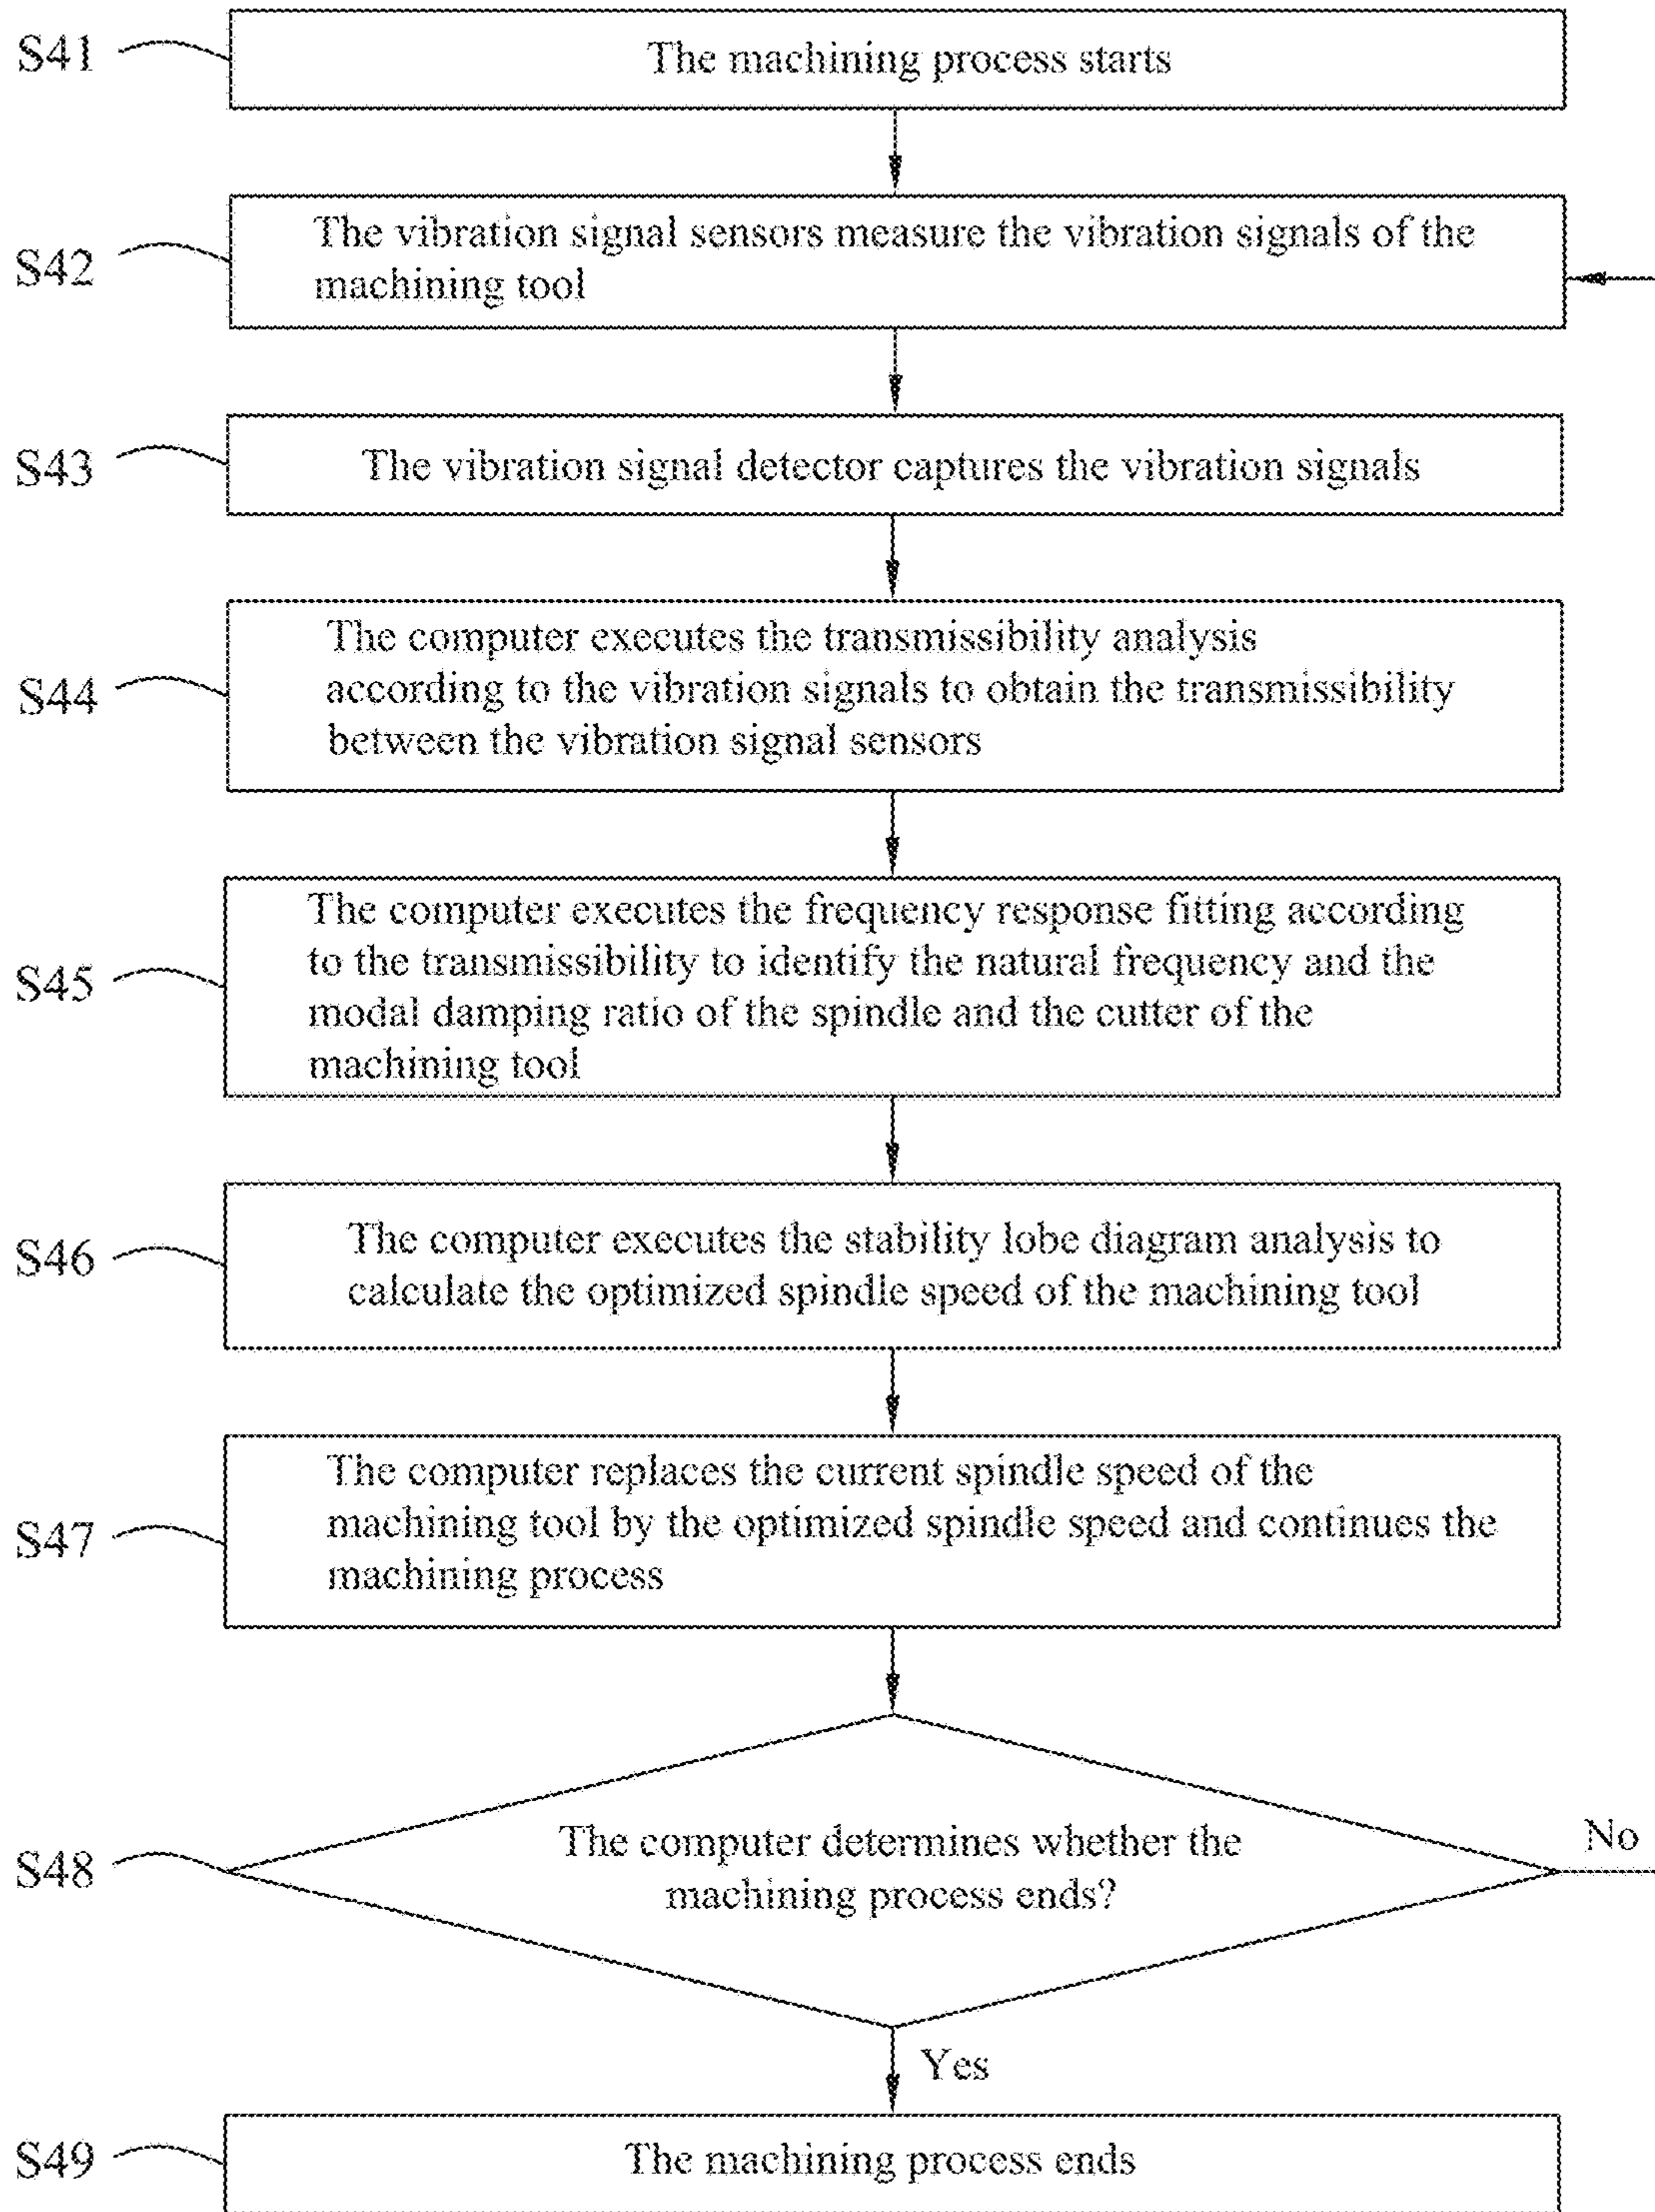 S41
The machining process starts
S42
The vibration signal sensors measure the vibration signals of the
machining tool
S43
The vibration signal detector captures the vibration signals
S44
The computer executes the transmissibility analysis
according to the vibration signals to obtain the transmissibility
between the vibration signal sensors
S45
The computer executes the frequency response fitting according
to the transmissibility to identify the natural frequency and the
modal damping ratio of the spindle and the cutter of the
machining tool
S46
The computer executes the stability lobe diagram analysis to
calculate the optimized spindle speed of the machining tool
S47
The computer replaces the current spindle speed of the
machining tool by the optimized spindle speed and continues the
machining process
S48
The computer determines whether the
machining process ends?
No
Yes
S49
The machining process ends